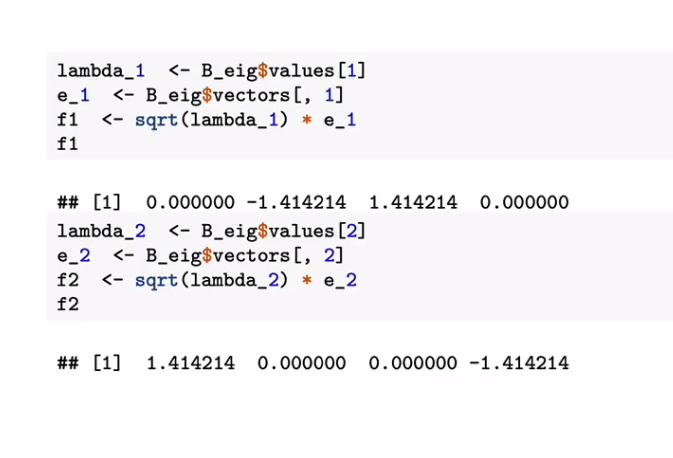 lambda_1  <- B_eig$values[1]
e_1  <- B_eig$vectors[, 1]
f1  <- sqrt(lambda_1) * e_1
f1
## [1]  0.000000 -1.414214  1.414214  0.000000
lambda_2  <- B_eig$values[2]
e_2  <- B_eig$vectors[, 2]
f2  <- sqrt(lambda_2) * e_2
f2
## [1]  1.414214  0.000000  0.000000 -1.414214